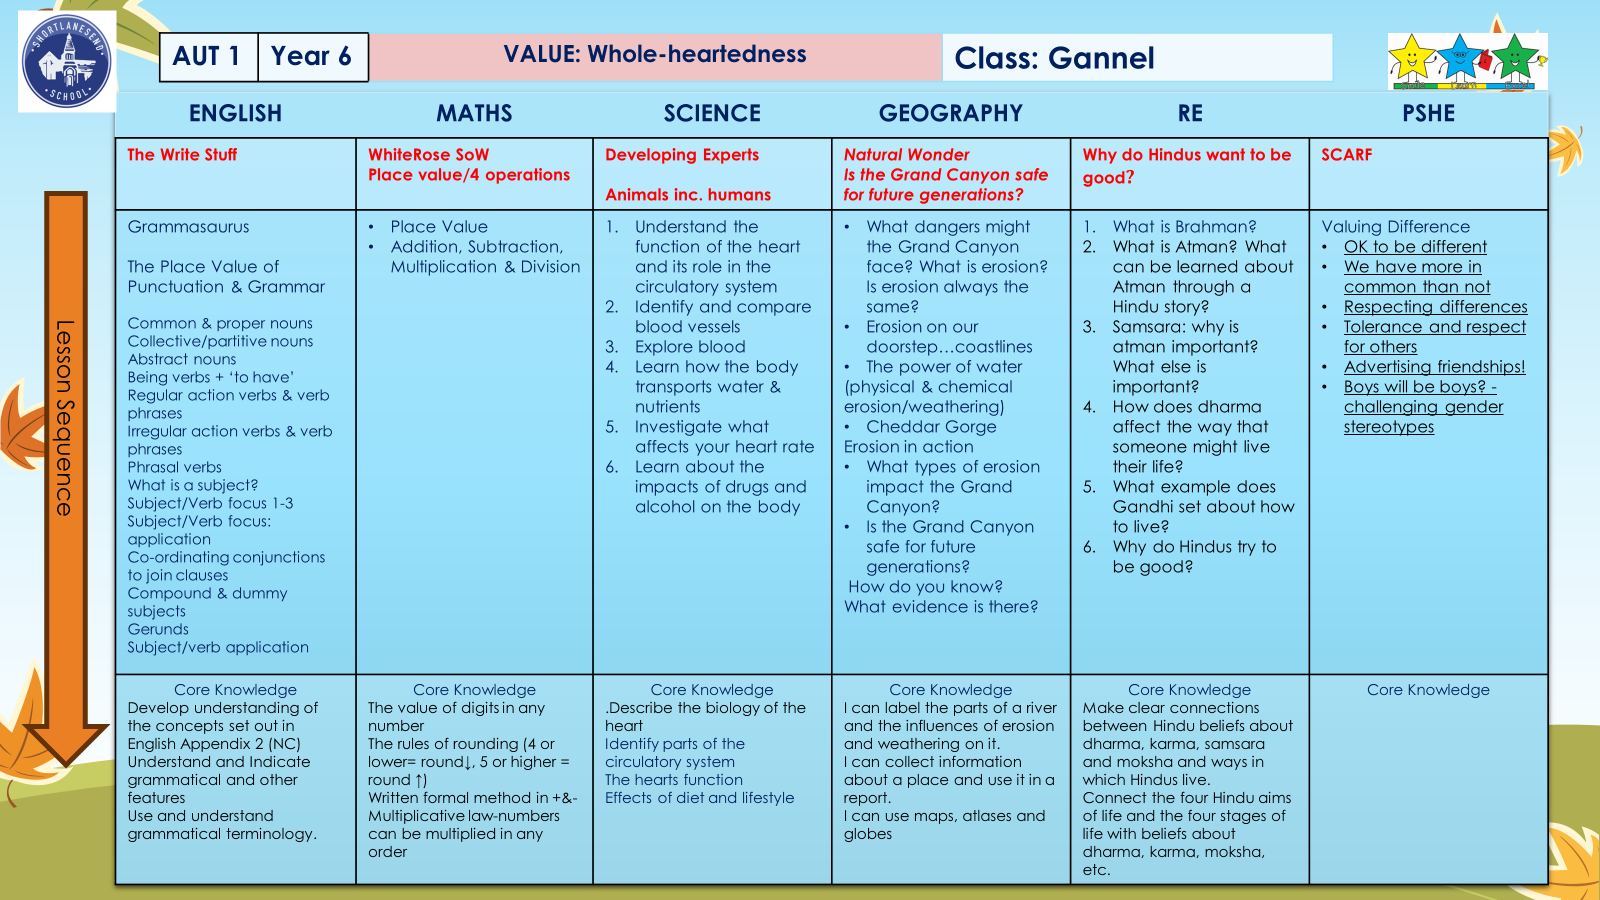 SHORTLANESEND
SCHOOL
AUT 1
Year 6
VALUE: Whole-heartedness
Class: Gannel
Lesson Sequence
ENGLISH
The Write Stuff
Grammasaurus
The Place Value of
Punctuation & Grammar
Common & proper nouns
Collective/partitive nouns
Abstract nouns
Being verbs + ‘to have’
Regular action verbs & verb
phrases
Irregular action verbs & verb
phrases
Phrasal verbs
What is a subject?
Subject/Verb focus 1-3
Subject/Verb focus:
application
Co-ordinating conjunctions
to join clauses
Compound & dummy
subjects
Gerunds
Subject/verb application
Core Knowledge
Develop understanding of
the concepts set out in
English Appendix 2 (NC)
Understand and Indicate
grammatical and other
features
Use and understand
grammatical terminology.
MATHS
WhiteRose SoW
Place value/4 operations
• Place Value
• Addition, Subtraction,
Multiplication & Division
Core Knowledge
The value of digits in any
number
The rules of rounding (4 or
lower= round↓, 5 or higher =
round ↑)
Written formal method in +&-
Multiplicative law-numbers
can be multiplied in any
order
SCIENCE
Developing Experts
Animals inc. humans
1. Understand the
function of the heart
and its role in the
circulatory system
2. Identify and compare
blood vessels
3. Explore blood
4. Learn how the body
transports water &
nutrients
5. Investigate what
affects your heart rate
6. Learn about the
impacts of drugs and
alcohol on the body
Core Knowledge
.Describe the biology of the
heart
Identify parts of the
circulatory system
The hearts function
Effects of diet and lifestyle
GEOGRAPHY
Natural Wonder
Is the Grand Canyon safe
for future generations?
• What dangers might
the Grand Canyon
face? What is erosion?
Is erosion always the
same?
• Erosion on our
doorstep…coastlines
• The power of water
(physical & chemical
erosion/weathering)
• Cheddar Gorge
Erosion in action
• What types of erosion
impact the Grand
Canyon?
• Is the Grand Canyon
safe for future
generations?
How do you know?
What evidence is there?
Core Knowledge
I can label the parts of a river
and the influences of erosion
and weathering on it.
I can collect information
about a place and use it in a
report.
I can use maps, atlases and
globes
RE
Why do Hindus want to be
good?
1. What is Brahman?
2. What is Atman? What
can be learned about
Atman through a
Hindu story?
3. Samsara: why is
atman important?
What else is
important?
4. How does dharma
affect the way that
someone might live
their life?
5. What example does
Gandhi set about how
to live?
6. Why do Hindus try to
be good?
Core Knowledge
Make clear connections
between Hindu beliefs about
dharma, karma, samsara
and moksha and ways in
which Hindus live.
Connect the four Hindu aims
of life and the four stages of
life with beliefs about
dharma, karma, moksha,
etc.
PSHE
SCARF
Valuing Difference
• OK to be different
• We have more in
common than not
• Respecting differences
• Tolerance and respect
for others
• Advertising friendships!
• Boys will be boys? -
challenging gender
stereotypes
Core Knowledge